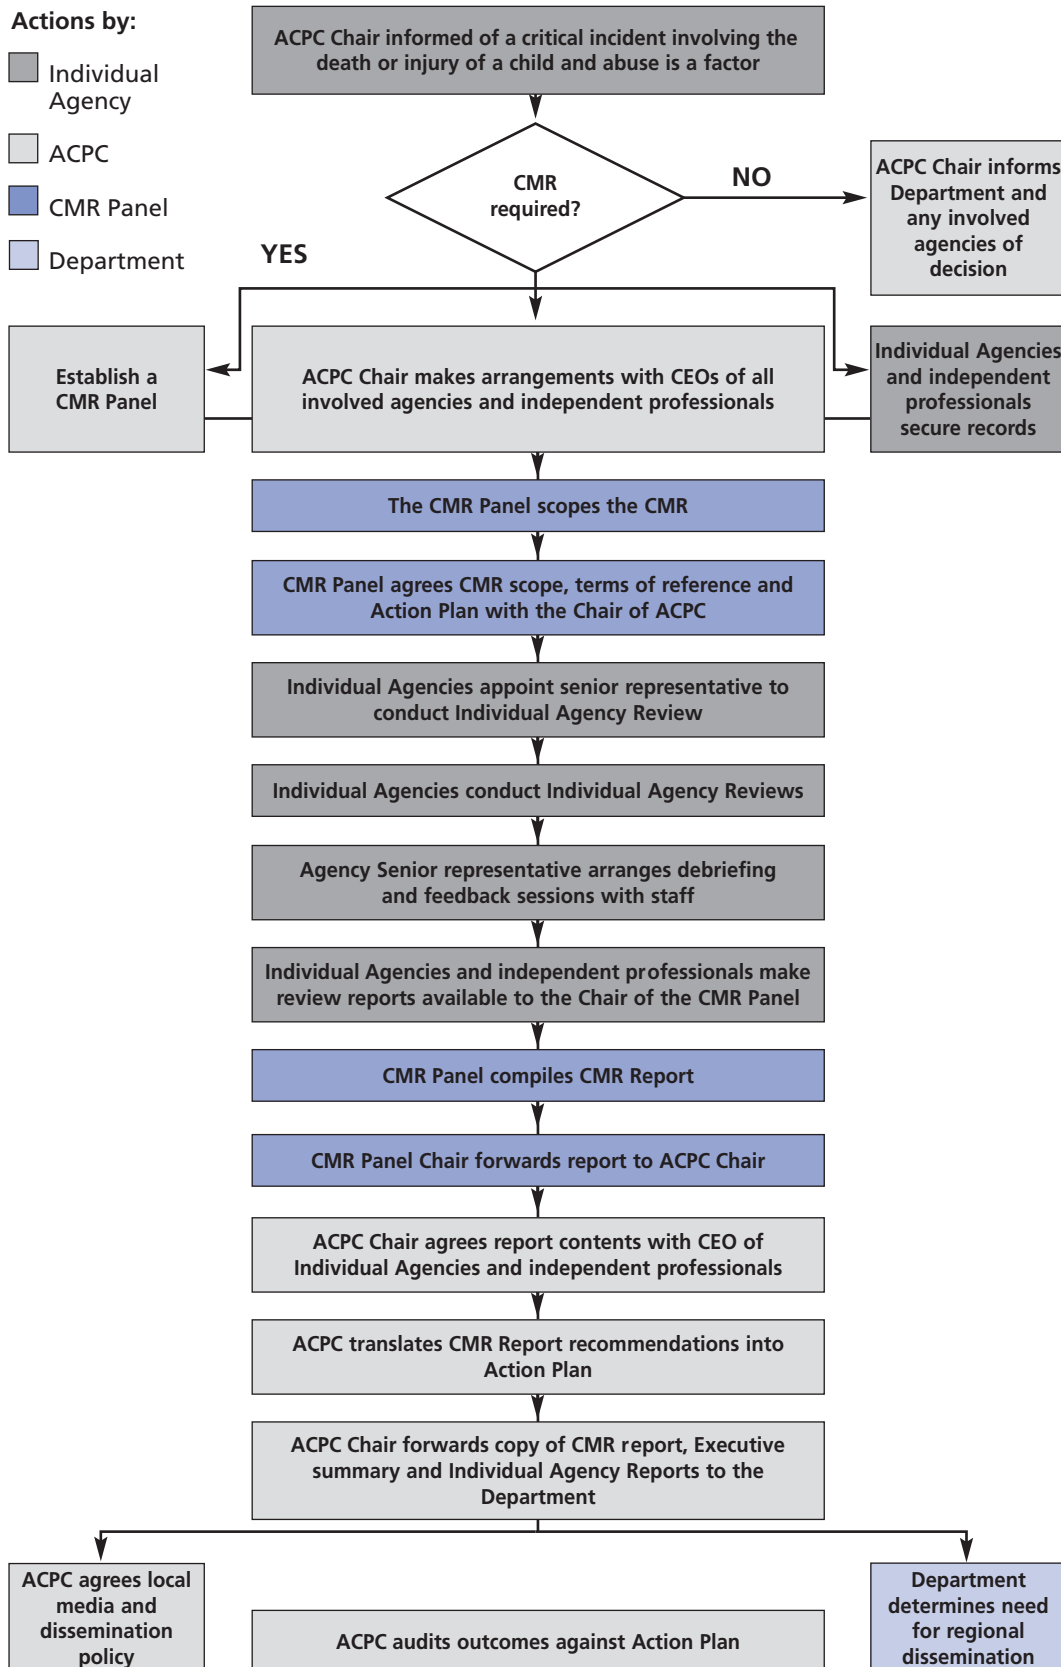 Actions by:
Individual
Agency
ACPC
CMR Panel
Department
ACPC Chair informed of a critical incident involving the
death or injury of a child and abuse is a factor
CMR
required?
NO
YES
ACPC Chair informs
Department and
any involved
agencies of
decision
Establish a
CMR Panel
ACPC Chair makes arrangements with CEOs of all
involved agencies and independent professionals
Individual Agencies
and independent
professionals
secure records
The CMR Panel scopes the CMR
CMR Panel agrees CMR scope, terms of reference and
Action Plan with the Chair of ACPC
Individual Agencies appoint senior representative to
conduct Individual Agency Review
Individual Agencies conduct Individual Agency Reviews
Agency Senior representative arranges debriefing
and feedback sessions with staff
Individual Agencies and independent professionals make
review reports available to the Chair of the CMR Panel
CMR Panel compiles CMR Report
CMR Panel Chair forwards report to ACPC Chair
ACPC Chair agrees report contents with CEO of
Individual Agencies and independent professionals
ACPC translates CMR Report recommendations into
Action Plan
ACPC Chair forwards copy of CMR report, Executive
summary and Individual Agency Reports to the
Department
ACPC agrees local
media and
dissemination
policy
ACPC audits outcomes against Action Plan
Department
determines need
for regional
dissemination